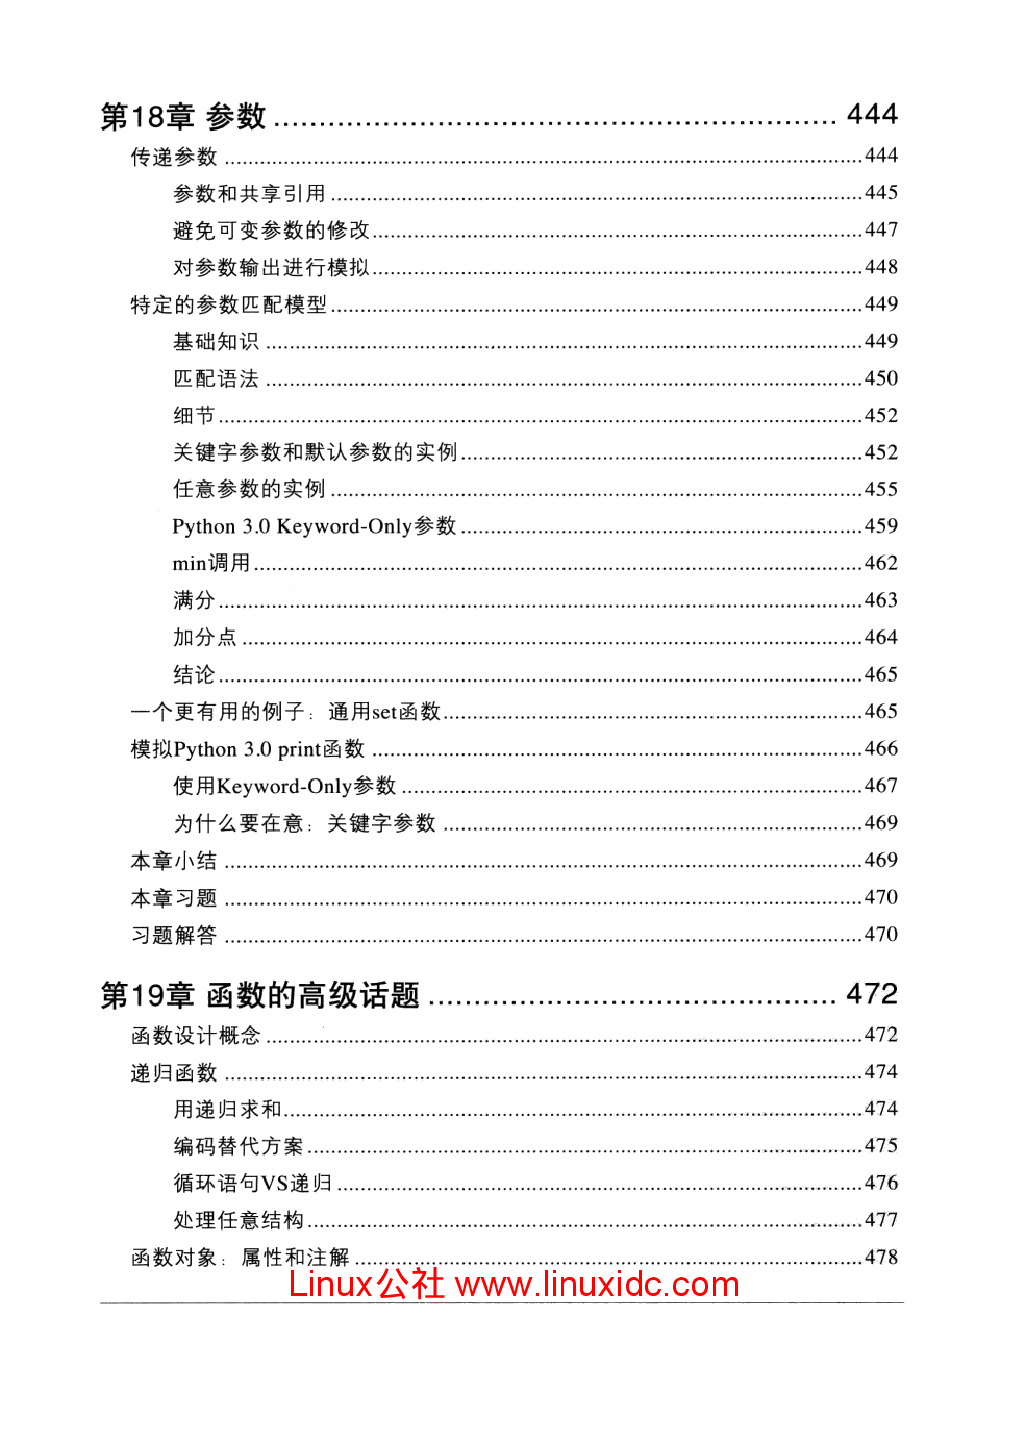 第18章 参数 ........ 444
传递参数 ........ 444
参数和共享引用 ........ 445
避免可变参数的修改 ........ 447
对参数输出进行模拟 ........ 448
特定的参数匹配模型 ........ 449
基础知识 ........ 449
匹配语法 ........ 450
细节 ........ 452
关键字参数和默认参数的实例 ........ 452
任意参数的实例 ........ 455
Python 3.0 Keyword-Only参数 ........ 459
min调用 ........ 462
满分 ........ 463
加分点 ........ 464
结论 ........ 465
一个更有用的例子：通用set函数 ........ 465
模拟Python 3.0 print函数 ........ 466
使用Keyword-Only参数 ........ 467
为什么要在意：关键字参数 ........ 469
本章小结 ........ 469
本章习题 ........ 470
习题解答 ........ 470
第19章 函数的高级话题 ........ 472
函数设计概念 ........ 472
递归函数 ........ 474
用递归求和 ........ 474
编码替代方案 ........ 475
循环语句VS递归 ........ 476
处理任意结构 ........ 477
函数对象：属性和注解 ........ 478
Linux公社 www.linuxidc.com